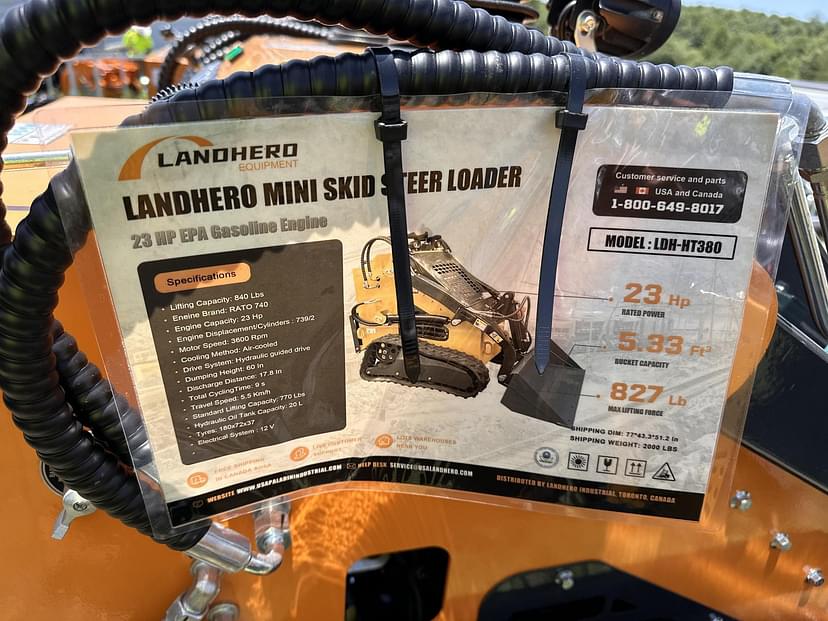 LANDHERO
EQUIPMENT
LANDHERO MINI SKID STEER LOADER
23 HP EPA Gasoline Engine
Customer service and parts
USA and Canada
1-800-649-8017
MODEL : LDH-HT380
Specifications
• Lifting Capacity: 840 Lbs
• Eneine Brand: RATO 740
• Engine Capacity: 23 Hp
• Engine Displacement/Cylinders : 739/2
• Motor Speed: 3600 Rpm
• Cooling Method: Air-cooled
• Drive System: Hydraulic guided drive
• Dumping Height: 60 In
• Discharge Distance: 17.8 In
• Total CyclingTime: 9 s
• Travel Speed: 5.5 Km/h
• Standard Lifting Capacity:770 Lbs
• Hydraulic Oil Tank Capacity: 20 L
• Tyres: 180x72x37
• Electrical System : 12 V
23 Hp
RATED POWER
5.33 Ft³
BUCKET CAPACITY
827 Lb
MAX LIFTING FORCE
SHIPPING DIM: 77*43.3*51.2 In
SHIPPING WEIGHT: 2000 LBS
FREE SHIPPING
IN CANADA &USA
LIVE CUSTOMER
SUPPORT
LOTS WAREHOUSES
NEAR YOU
WEBSITE WWW.USAPALADINDUSTRIAL.COM HELP DESK SERVICE@USALANDHERO.COM
DISTRIBUTED BY LANDHERO INDUSTRIAL, TORONTO, CANADA